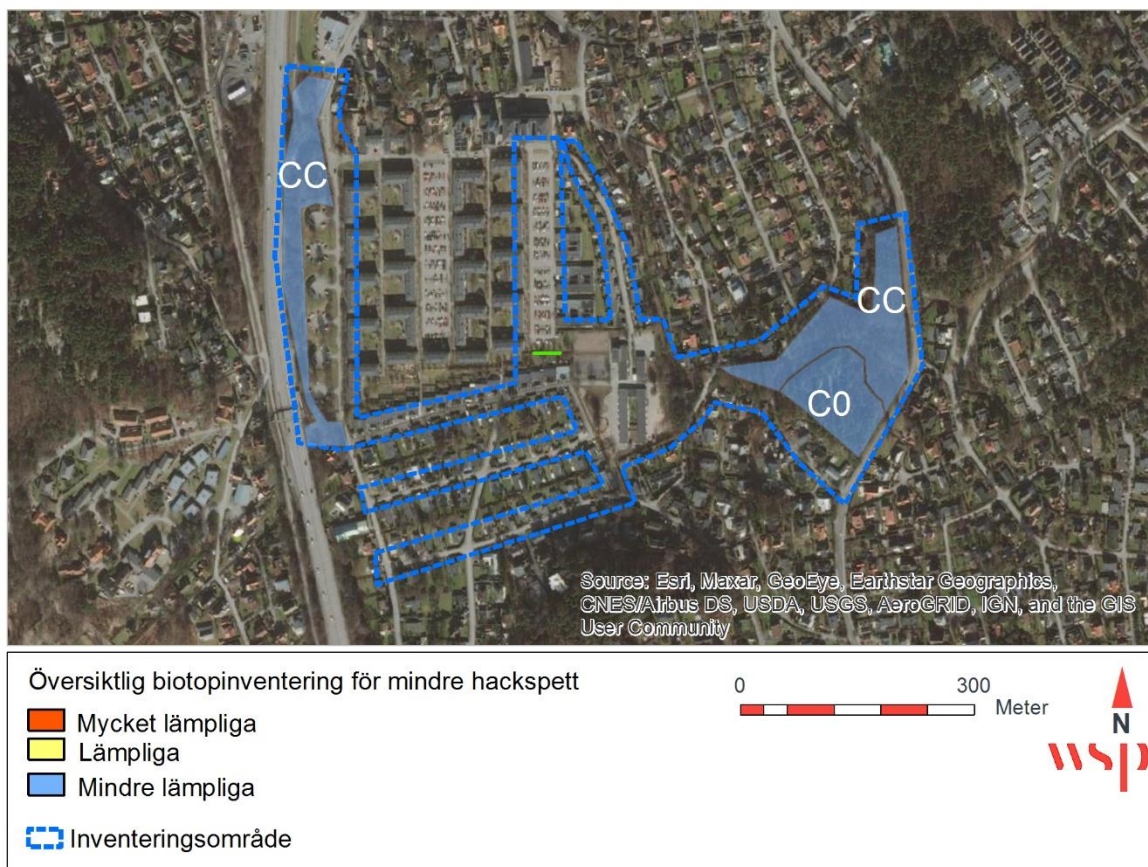 CC
CC
C0
Source: Esri, Maxar, GeoEye, Earthstar Geographics,
CNES/Airbus DS, USDA, USGS, AeroGRID, IGN, and the GIS
User Community
Översiktlig biotopinventering för mindre hackspett
Mycket lämpliga
Lämpliga
Mindre lämpliga
Inventeringsområde
0 300
Meter
N
wsp